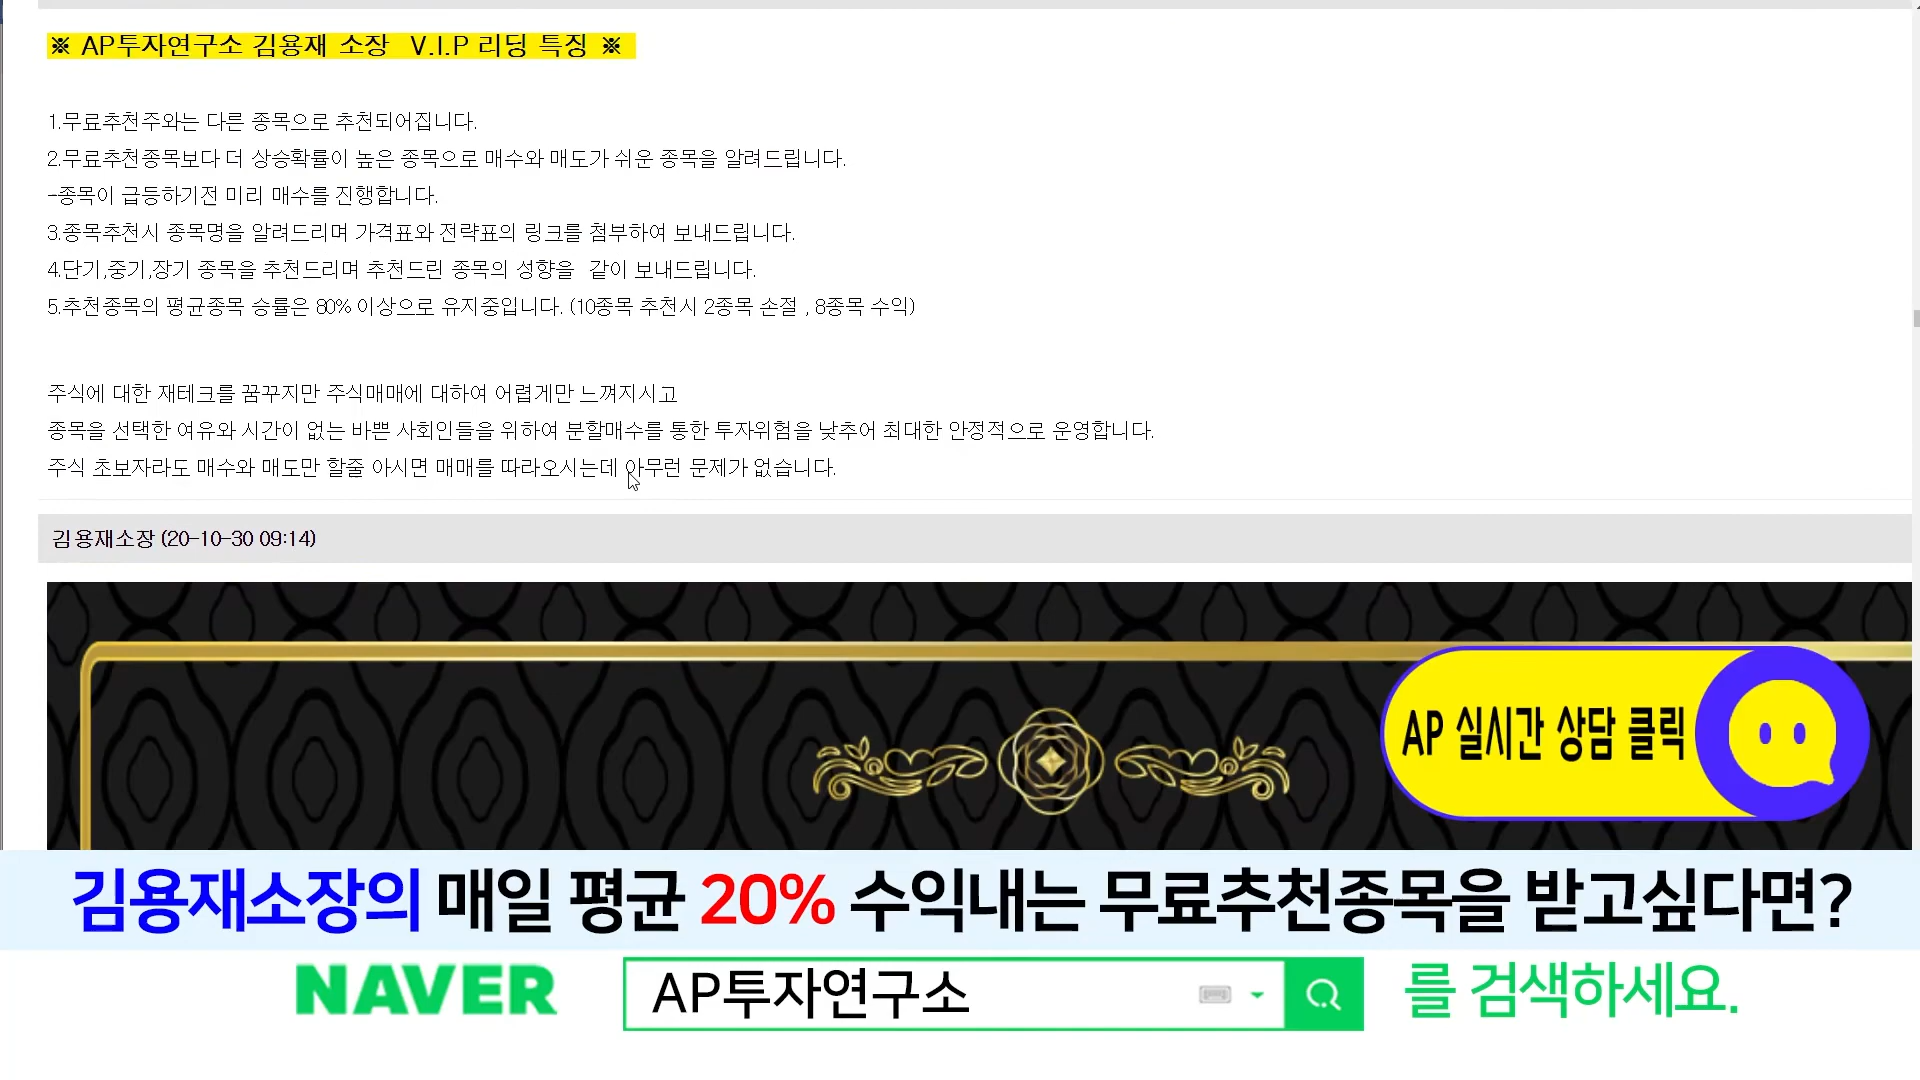 ※ AP투자연구소 김용재 소장 V.I.P 리딩 특징 ※
1.무료추천주와는 다른 종목으로 추천되어집니다.
2.무료추천종목보다 더 상승확률이 높은 종목으로 매수와 매도가 쉬운 종목을 알려드립니다.
-종목이 급등하기전 미리 매수를 진행합니다.
3.종목추천시 종목명을 알려드리며 가격표와 전략표의 링크를 첨부하여 보내드립니다.
4.단기,중기,장기 종목을 추천드리며 추천드린 종목의 성향을 같이 보내드립니다.
5.추천종목의 평균종목 승률은 80% 이상으로 유지중입니다. (10종목 추천시 2종목 손절 , 8종목 수익)
주식에 대한 재테크를 꿈꾸지만 주식매매에 대하여 어렵게만 느껴지시고
종목을 선택한 여유와 시간이 없는 바쁜 사회인들을 위하여 분할매수를 통한 투자위험을 낮추어 최대한 안정적으로 운영합니다.
주식 초보자라도 매수와 매도만 할줄 아시면 매매를 따라오시는데 아무런 문제가 없습니다.
김용재소장 (20-10-30 09:14)
AP 실시간 상담 클릭
김용재소장의 매일 평균 20% 수익내는 무료추천종목을 받고싶다면?
NAVER AP투자연구소 를 검색하세요.